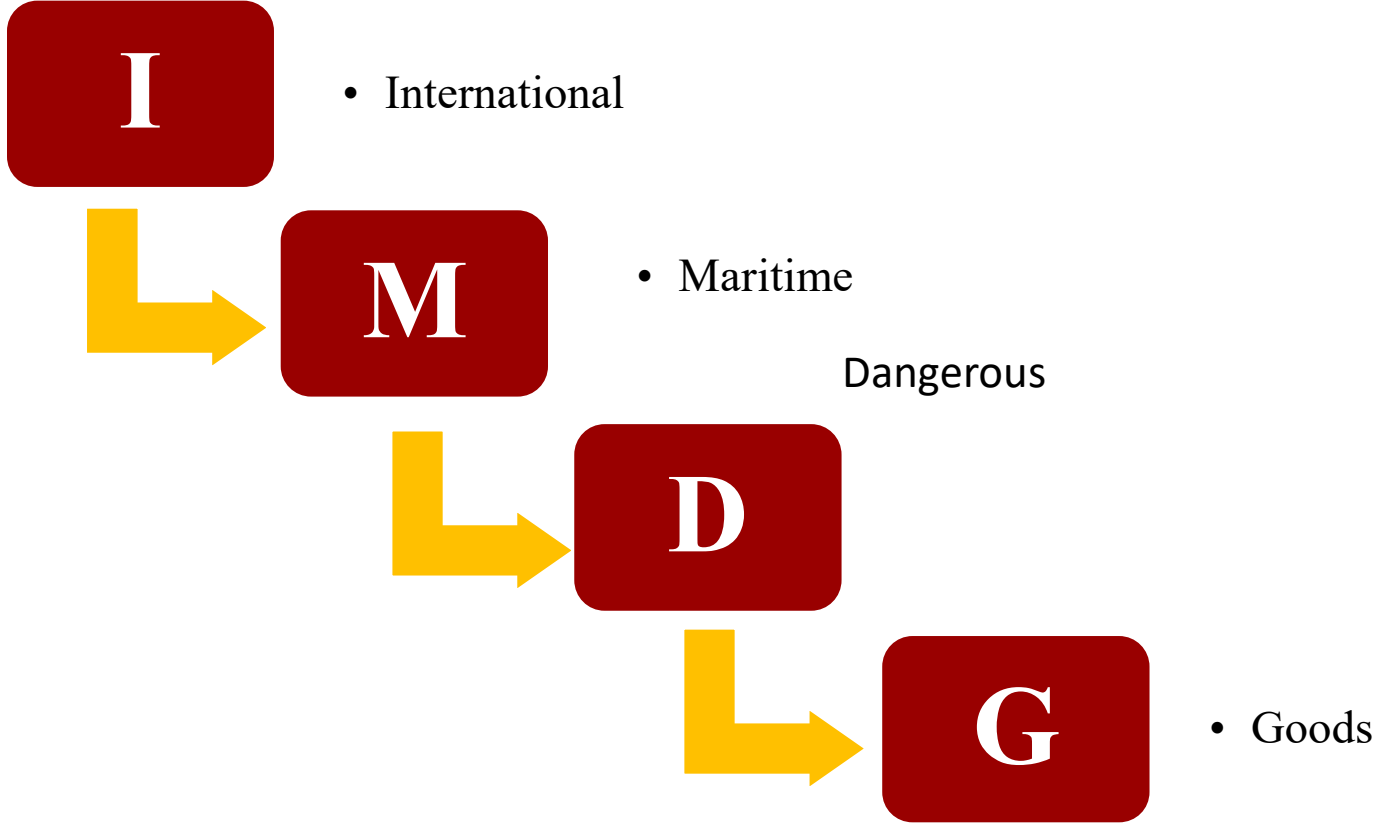 I
• International
M
• Maritime
Dangerous
D
G
• Goods